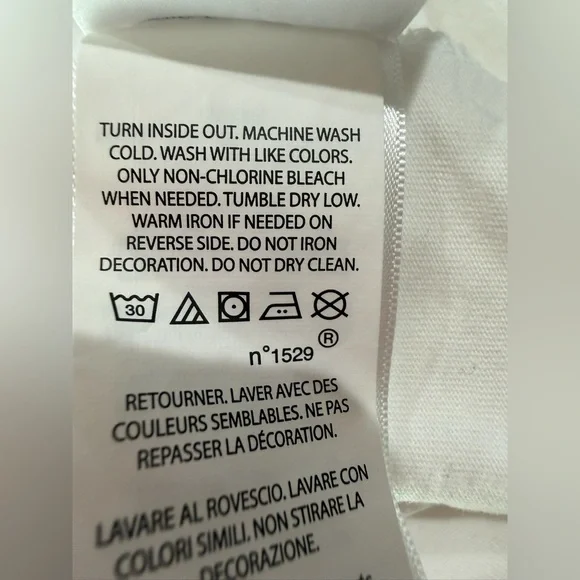 TURN INSIDE OUT. MACHINE WASH
COLD. WASH WITH LIKE COLORS.
ONLY NON-CHLORINE BLEACH
WHEN NEEDED. TUMBLE DRY LOW.
WARM IRON IF NEEDED ON
REVERSE SIDE. DO NOT IRON
DECORATION. DO NOT DRY CLEAN.
30
n°1529 ®
RETOURNER. LAVER AVEC DES
COULEURS SEMBLABLES. NE PAS
REPASSER LA DÉCORATION.
LAVARE AL ROVESCIO. LAVARE CON
COLORI SIMILI. NON STIRARE LA
DECORAZIONE.